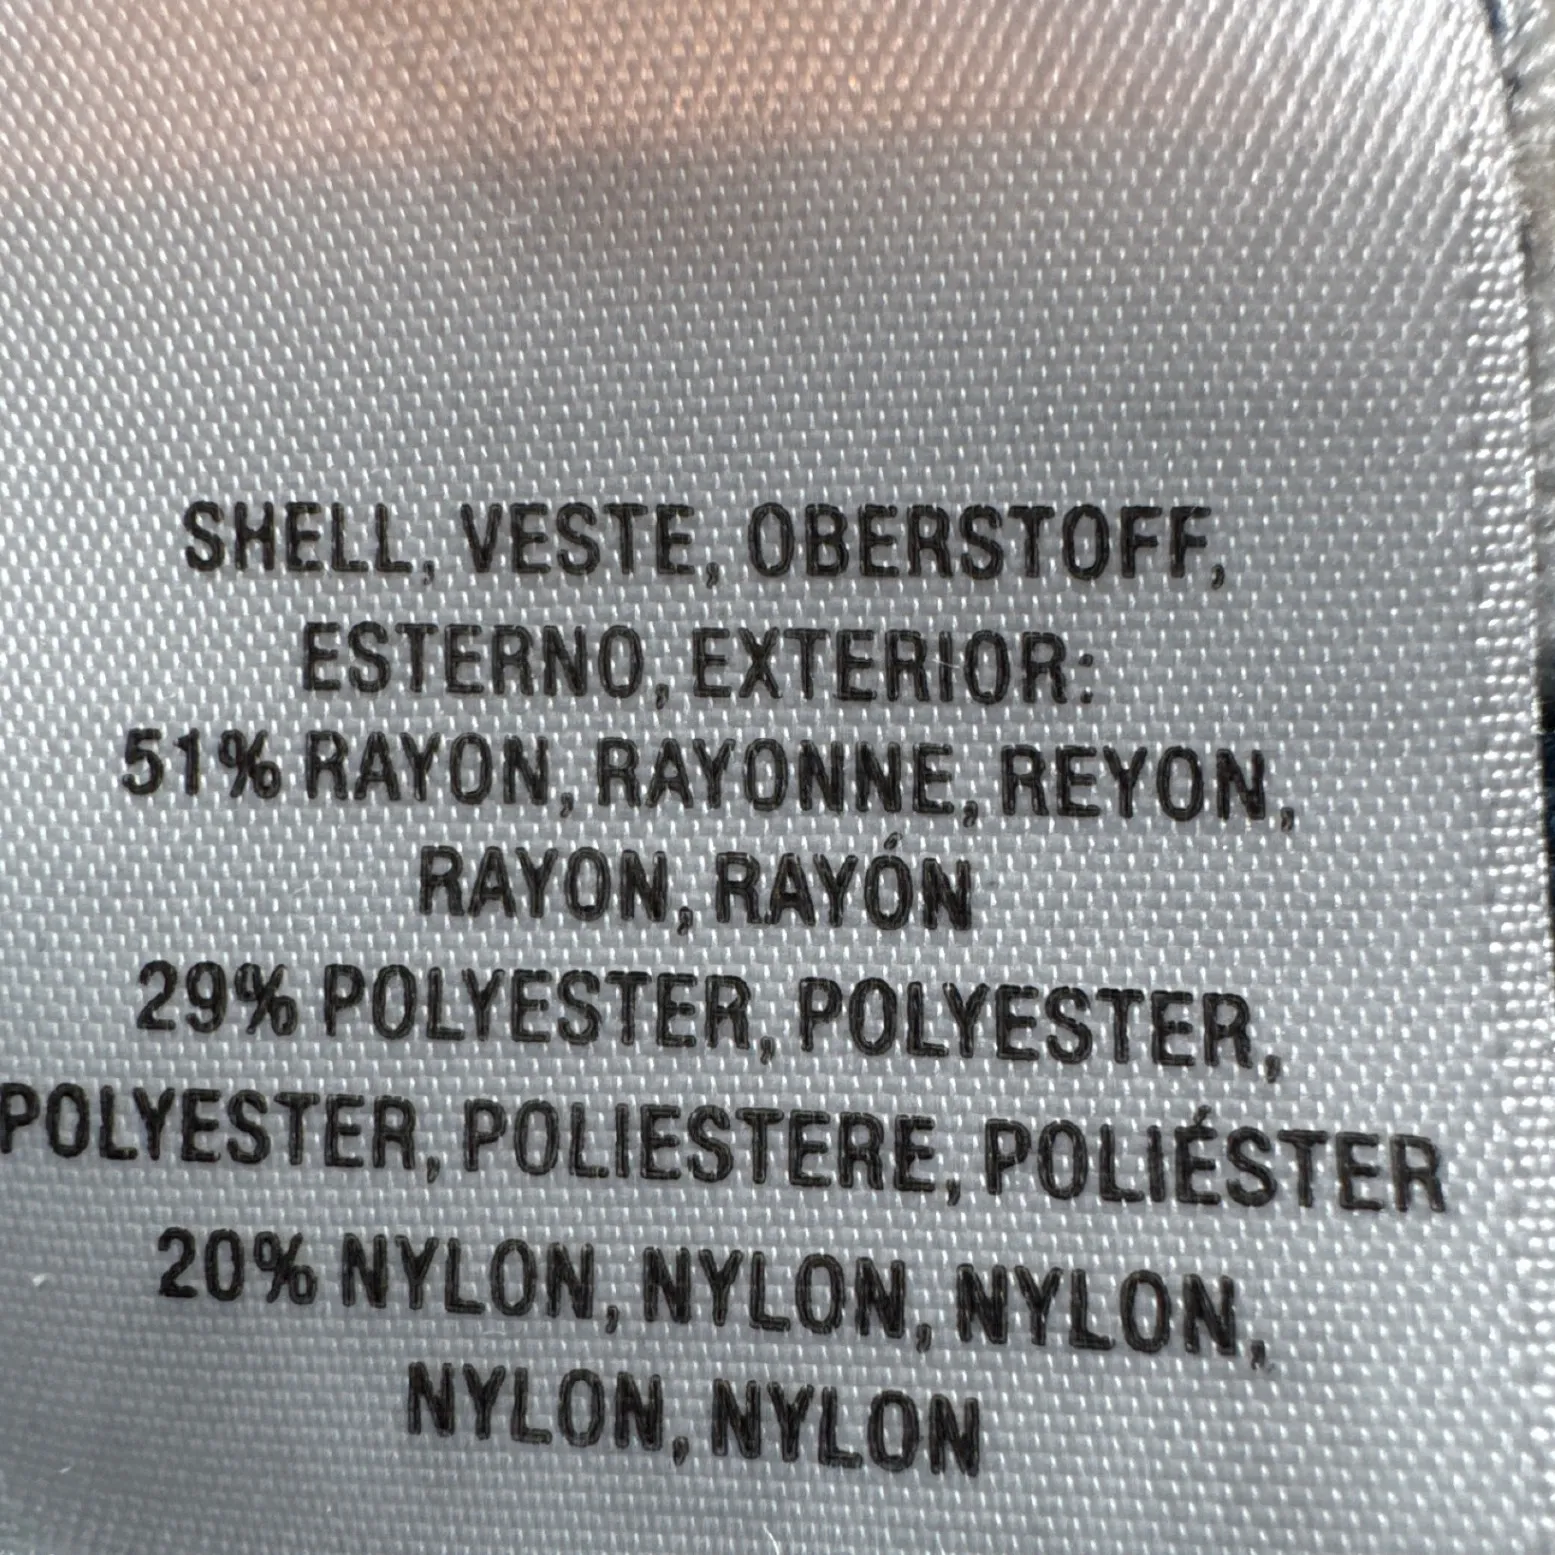 SHELL, VESTE, OBERSTOFF,
ESTERNO, EXTERIOR:
51% RAYON, RAYONNE, REYON,
RAYON, RAYÓN
29% POLYESTER, POLYESTER,
POLYESTER, POLIESTERE, POLIÉSTER
20% NYLON, NYLON, NYLON,
NYLON, NYLON